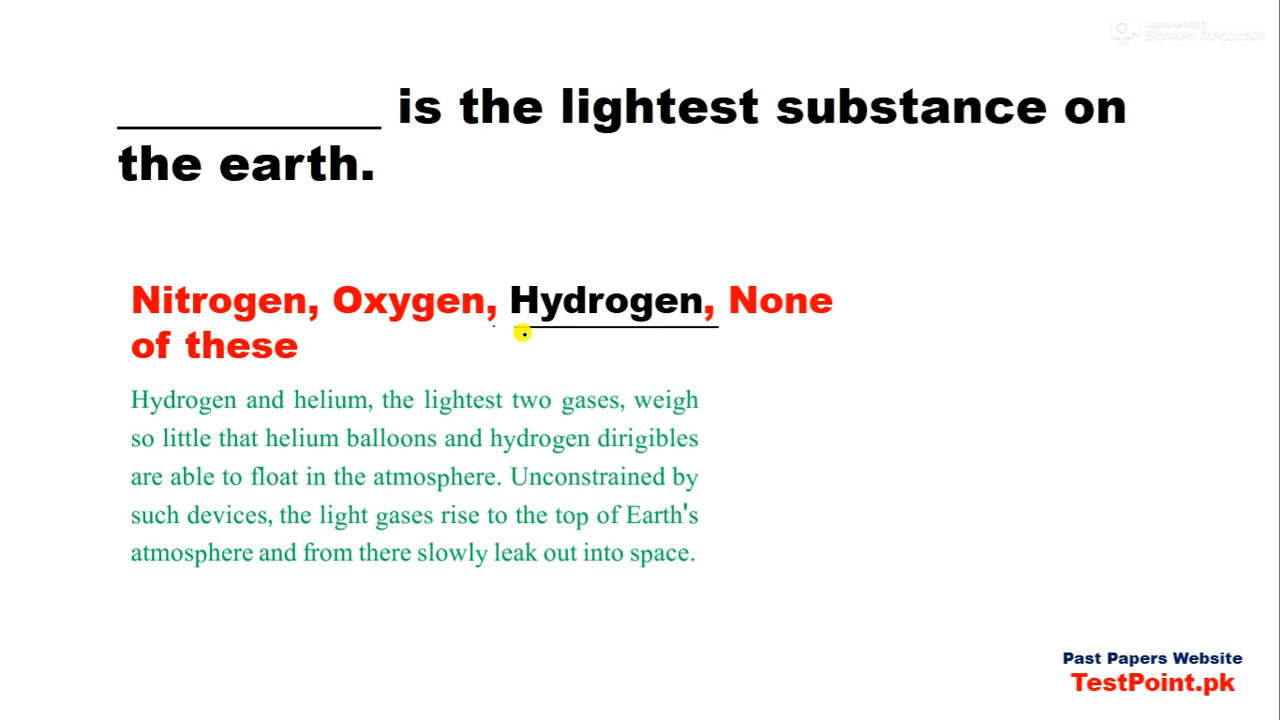 Apowersoft
Screen Recorder
____________ is the lightest substance on
the earth.
Nitrogen, Oxygen, Hydrogen, None
of these
Hydrogen and helium, the lightest two gases, weigh
so little that helium balloons and hydrogen dirigibles
are able to float in the atmosphere. Unconstrained by
such devices, the light gases rise to the top of Earth's
atmosphere and from there slowly leak out into space.
Past Papers Website
TestPoint.pk